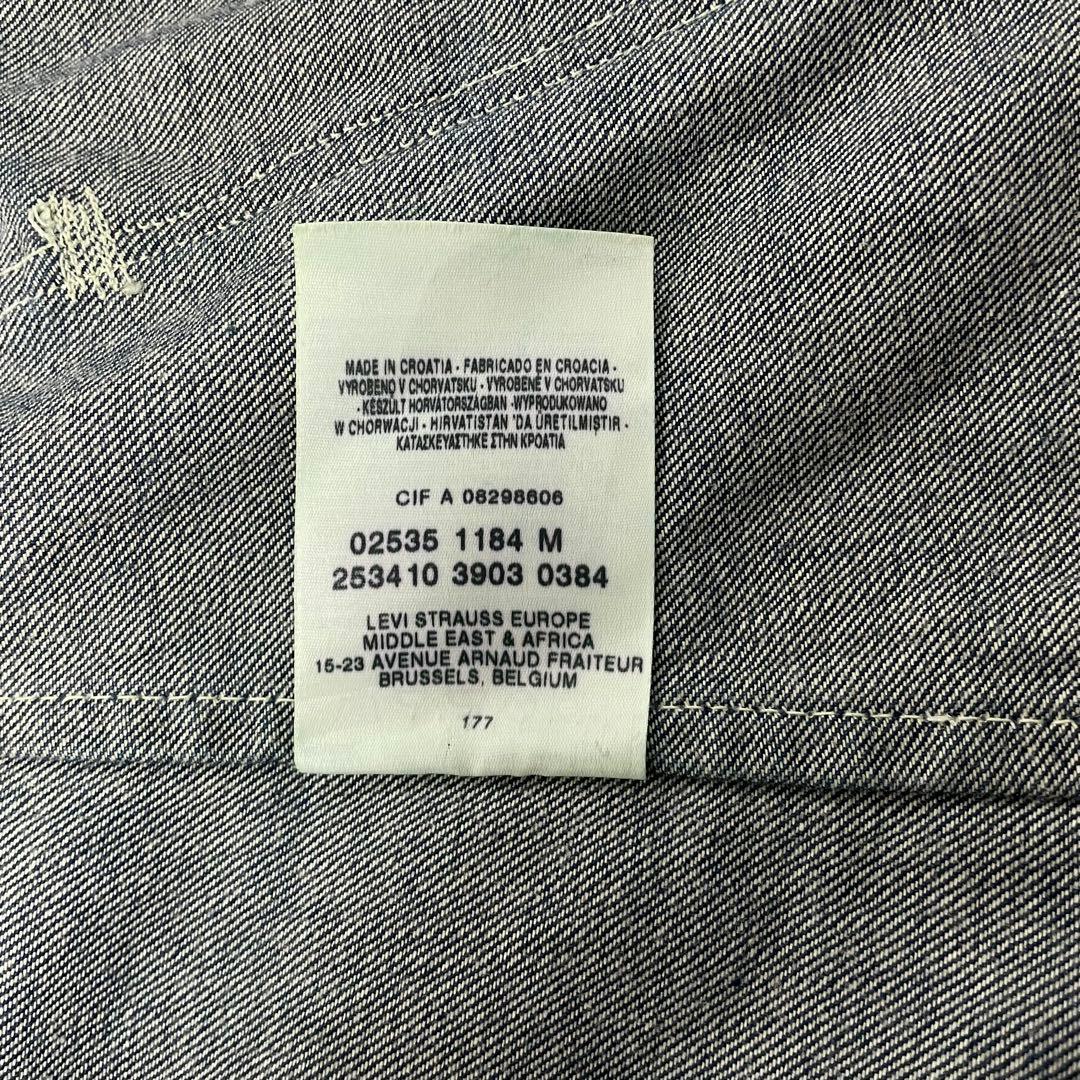 MADE IN CROATIA - FABRICADO EN CROACIA -
VYROBENO V CHORVATSKU - VYROBENÉ V CHORVATSKU
- KÉSZÜLT HORVÁTORSZÁGBAN -WYPRODUKOWANO
W CHORWACJI - HIRVATISTAN 'DA ÜRETILMIŞTIR -
ΚΑΤΑΣΚΕΥΑΣΤΗΚΕ ΣΤΗΝ ΚΡΟΑΤΙΑ
CIF A 08298606
02535 1184 M
253410 3903 0384
LEVI STRAUSS EUROPE
MIDDLE EAST & AFRICA
15-23 AVENUE ARNAUD FRAITEUR
BRUSSELS, BELGIUM
177